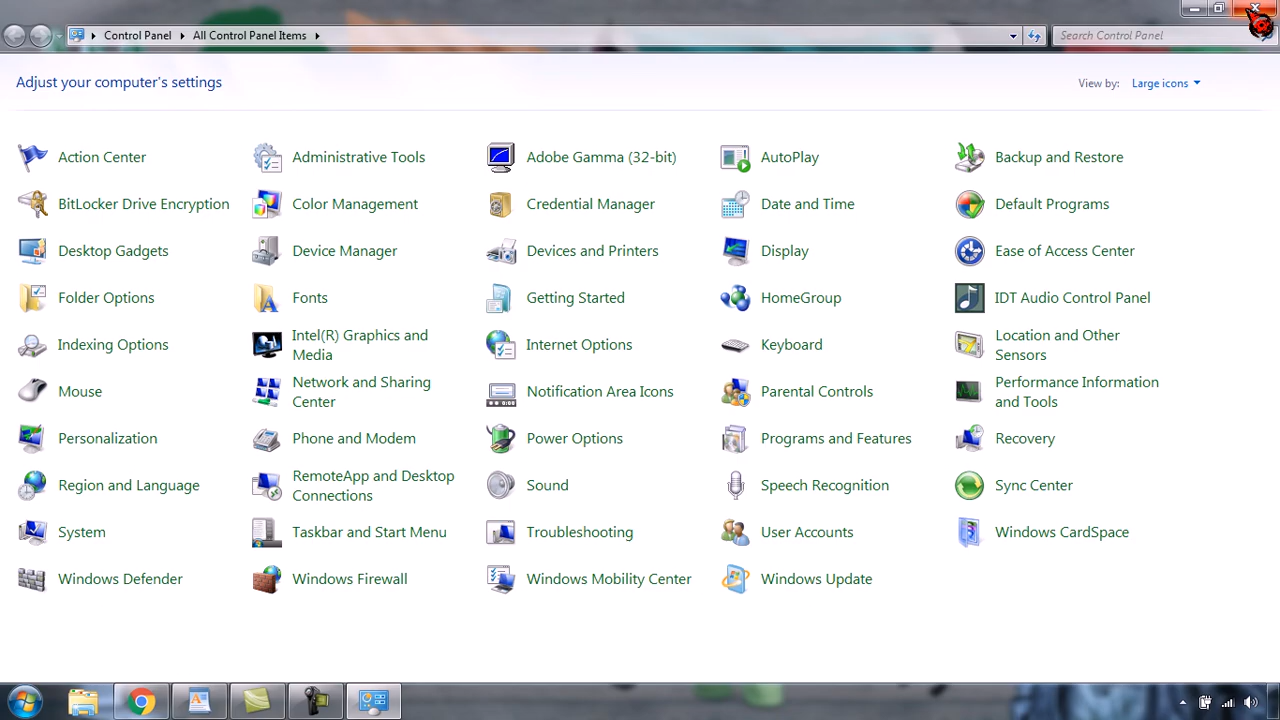 Control Panel All Control Panel Items Search Control Panel
Adjust your computer's settings View by: Large icons
Action Center Administrative Tools Adobe Gamma (32-bit) AutoPlay Backup and Restore
BitLocker Drive Encryption Color Management Credential Manager Date and Time Default Programs
Desktop Gadgets Device Manager Devices and Printers Display Ease of Access Center
Folder Options Fonts Getting Started HomeGroup IDT Audio Control Panel
Indexing Options Intel(R) Graphics and Internet Options Keyboard Location and Other
Media Sensors
Mouse Network and Sharing Notification Area Icons Parental Controls Performance Information
Center and Tools
Personalization Phone and Modem Power Options Programs and Features Recovery
Region and Language RemoteApp and Desktop Sound Speech Recognition Sync Center
Connections
System Taskbar and Start Menu Troubleshooting User Accounts Windows CardSpace
Windows Defender Windows Firewall Windows Mobility Center Windows Update